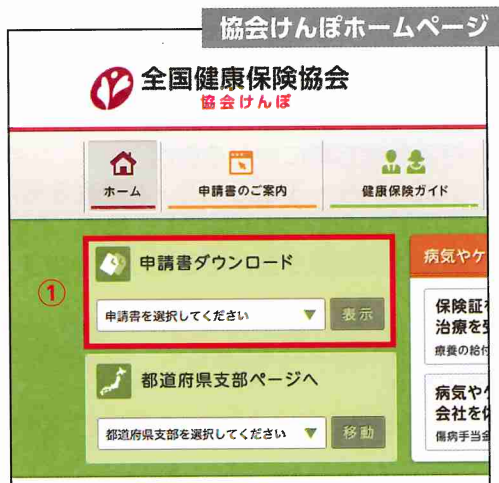 協会けんぽホームページ
全国健康保険協会
協会けんぽ
ホーム
申請書のご案内
健康保険ガイド
①
申請書ダウンロード
申請書を選択してください
表示
都道府県支部ページへ
都道府県支部を選択してください
移動
病気やケ
保険証
治療を受
療養の給付
病気や
会社を休
傷病手当金